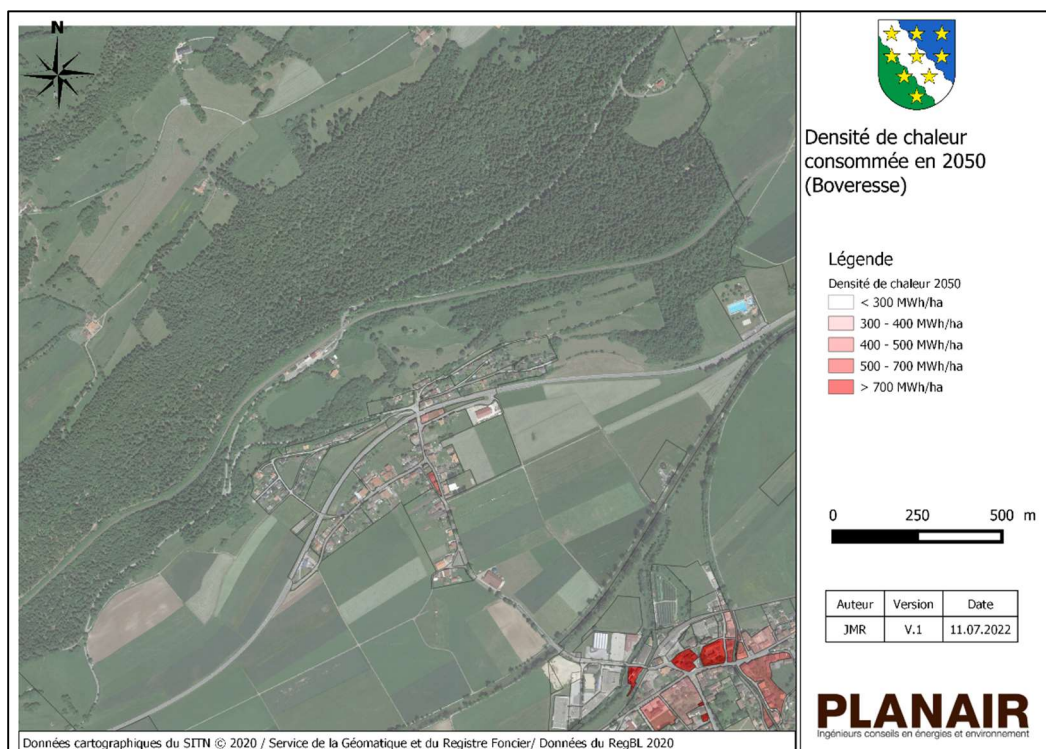 N
Densité de chaleur
consommée en 2050
(Boveresse)
Légende
Densité de chaleur 2050
< 300 MWh/ha
300 - 400 MWh/ha
400 - 500 MWh/ha
500 - 700 MWh/ha
> 700 MWh/ha
0 250 500 m
Auteur Version Date
JMR V.1 11.07.2022
PLANAIR
Ingénieurs conseils en énergies et environnement
Données cartographiques du SITN © 2020 / Service de la Géomatique et du Registre Foncier/ Données du RegBL 2020